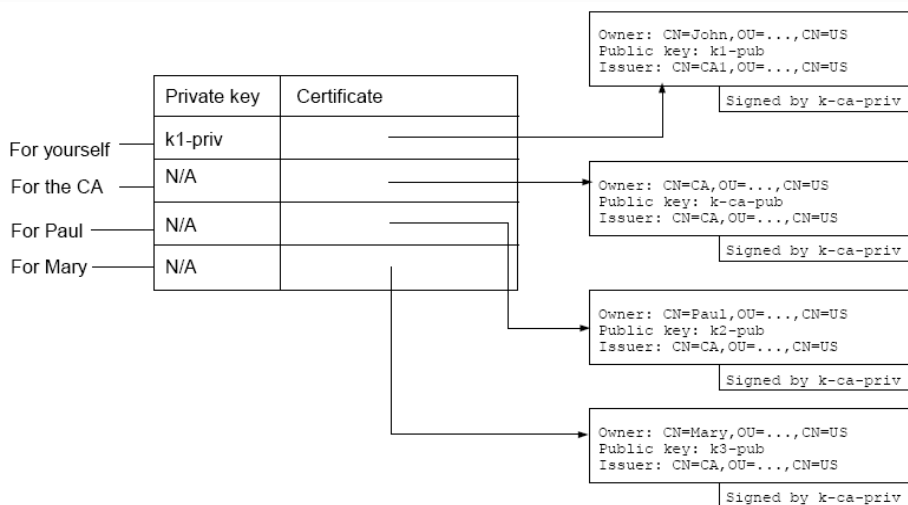 Private key Certificate
For yourself k1-priv
For the CA N/A
For Paul N/A
For Mary N/A
Owner: CN=John,OU=...,CN=US
Public key: k1-pub
Issuer: CN=CA1,OU=...,CN=US
Signed by k-ca-priv
Owner: CN=CA,OU=...,CN=US
Public key: k-ca-pub
Issuer: CN=CA,OU=...,CN=US
Signed by k-ca-priv
Owner: CN=Paul,OU=...,CN=US
Public key: k2-pub
Issuer: CN=CA,OU=...,CN=US
Signed by k-ca-priv
Owner: CN=Mary,OU=...,CN=US
Public key: k3-pub
Issuer: CN=CA,OU=...,CN=US
Signed by k-ca-priv